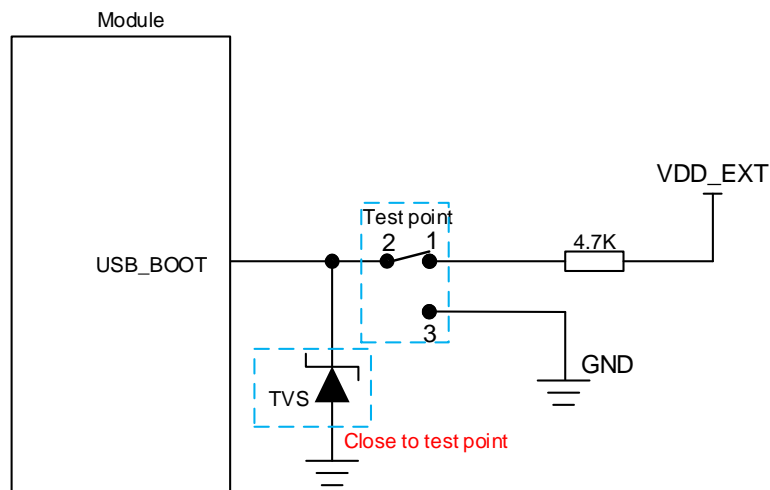 Module
VDD_EXT
Test point
2 1
4.7K
USB_BOOT
3
GND
TVS
Close to test point